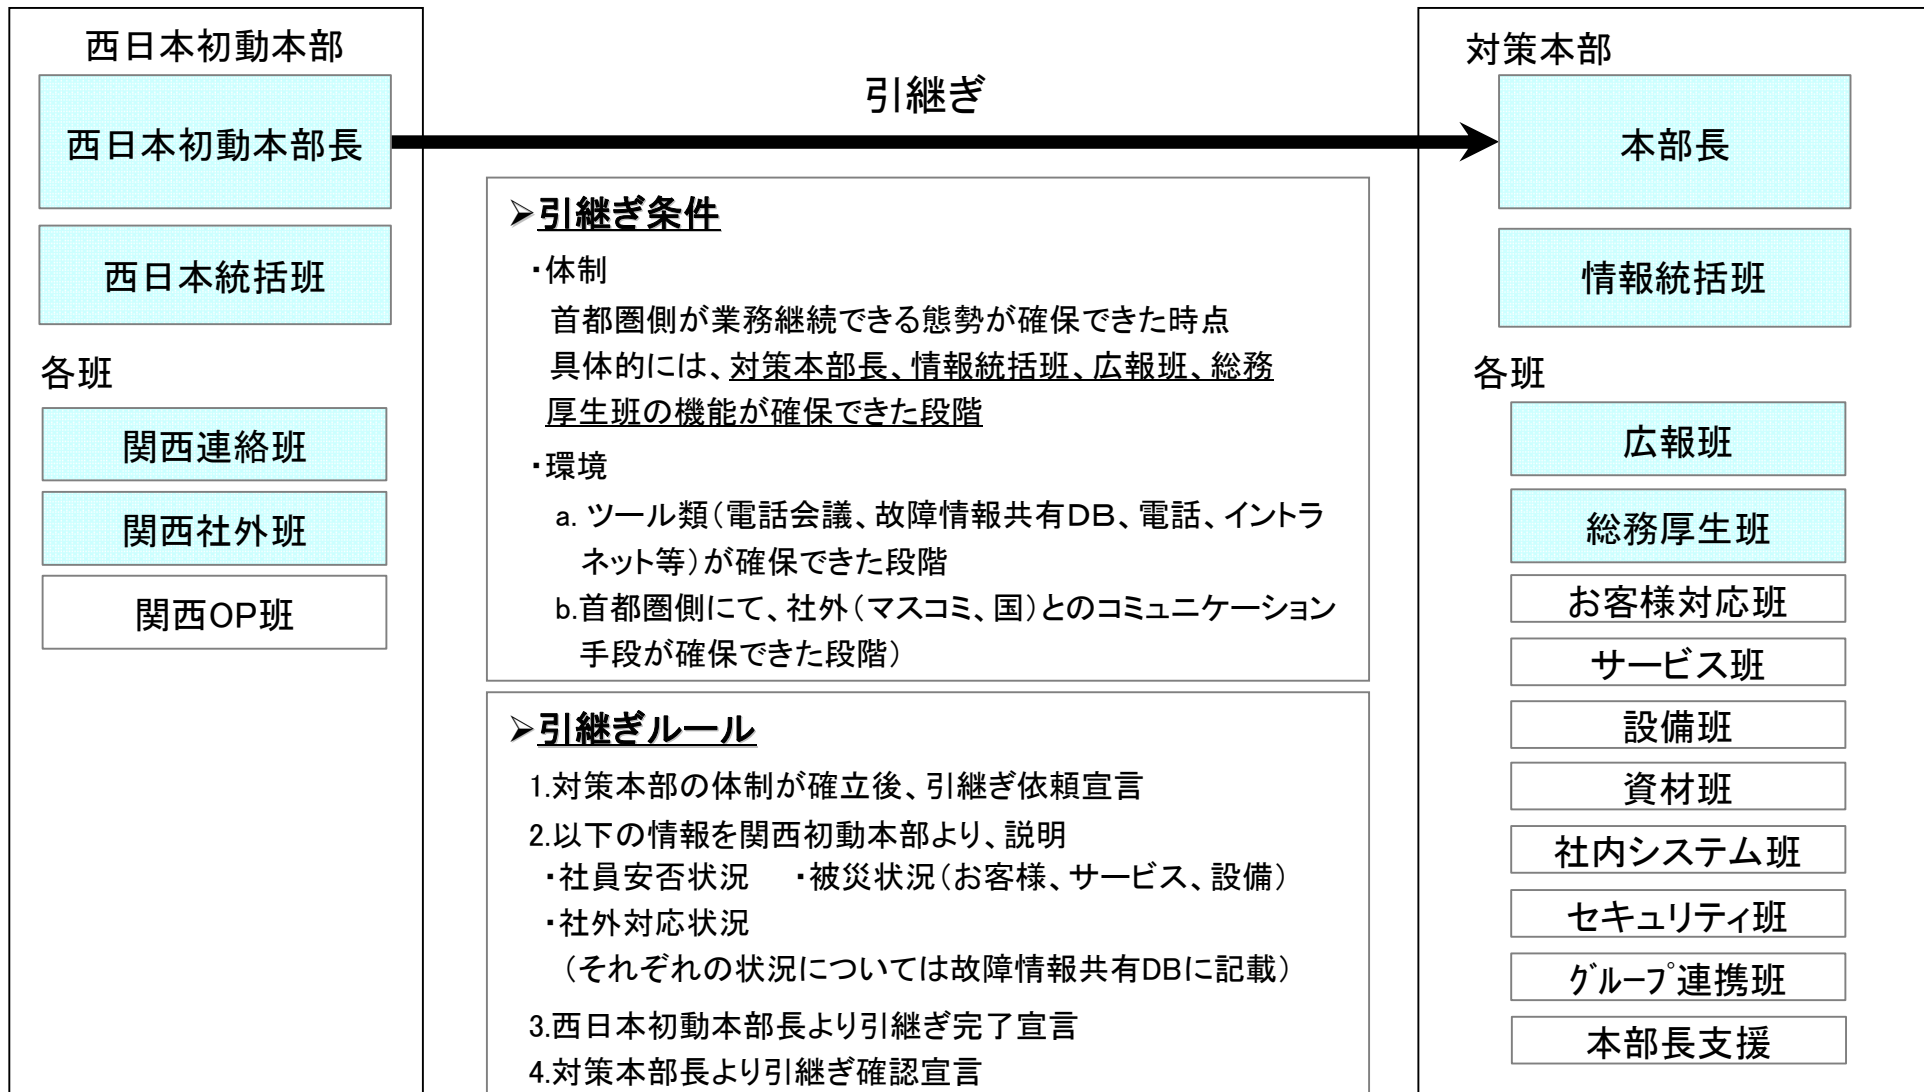 西日本初動本部
西日本初動本部長
西日本統括班
各班
関西連絡班
関西社外班
関西OP班
引継ぎ
➢引継ぎ条件
・体制
首都圏側が業務継続できる態勢が確保できた時点
具体的には、対策本部長、情報統括班、広報班、総務
厚生班の機能が確保できた段階
・環境
a. ツール類（電話会議、故障情報共有ＤＢ、電話、イントラ
ネット等）が確保できた段階
b.首都圏側にて、社外（マスコミ、国）とのコミュニケーション
手段が確保できた段階）
➢引継ぎルール
1.対策本部の体制が確立後、引継ぎ依頼宣言
2.以下の情報を関西初動本部より、説明
・社員安否状況　・被災状況（お客様、サービス、設備）
・社外対応状況
（それぞれの状況については故障情報共有DBに記載）
3.西日本初動本部長より引継ぎ完了宣言
4.対策本部長より引継ぎ確認宣言
対策本部
本部長
情報統括班
各班
広報班
総務厚生班
お客様対応班
サービス班
設備班
資材班
社内システム班
セキュリティ班
ｸﾞﾙｰﾌﾟ連携班
本部長支援